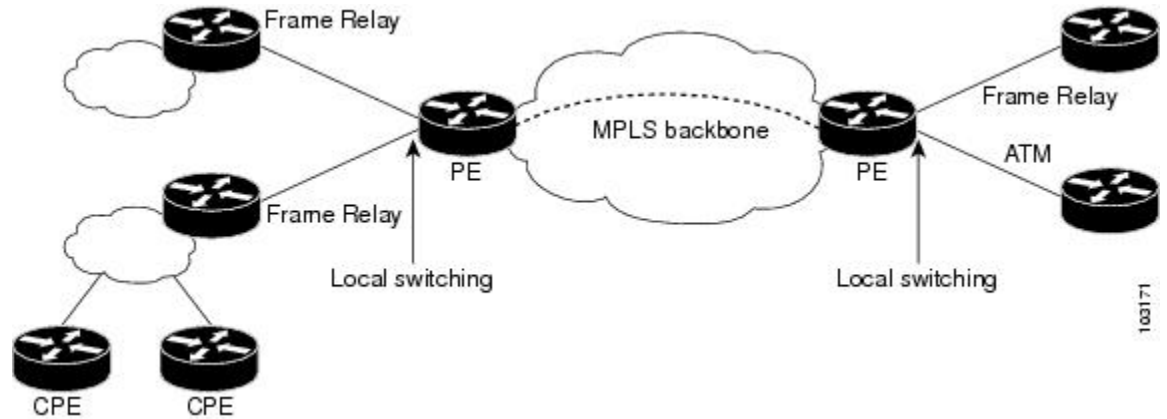 Frame Relay
MPLS backbone
Frame Relay
PE
PE
ATM
Frame Relay
Local switching
Local switching
103171
CPE
CPE